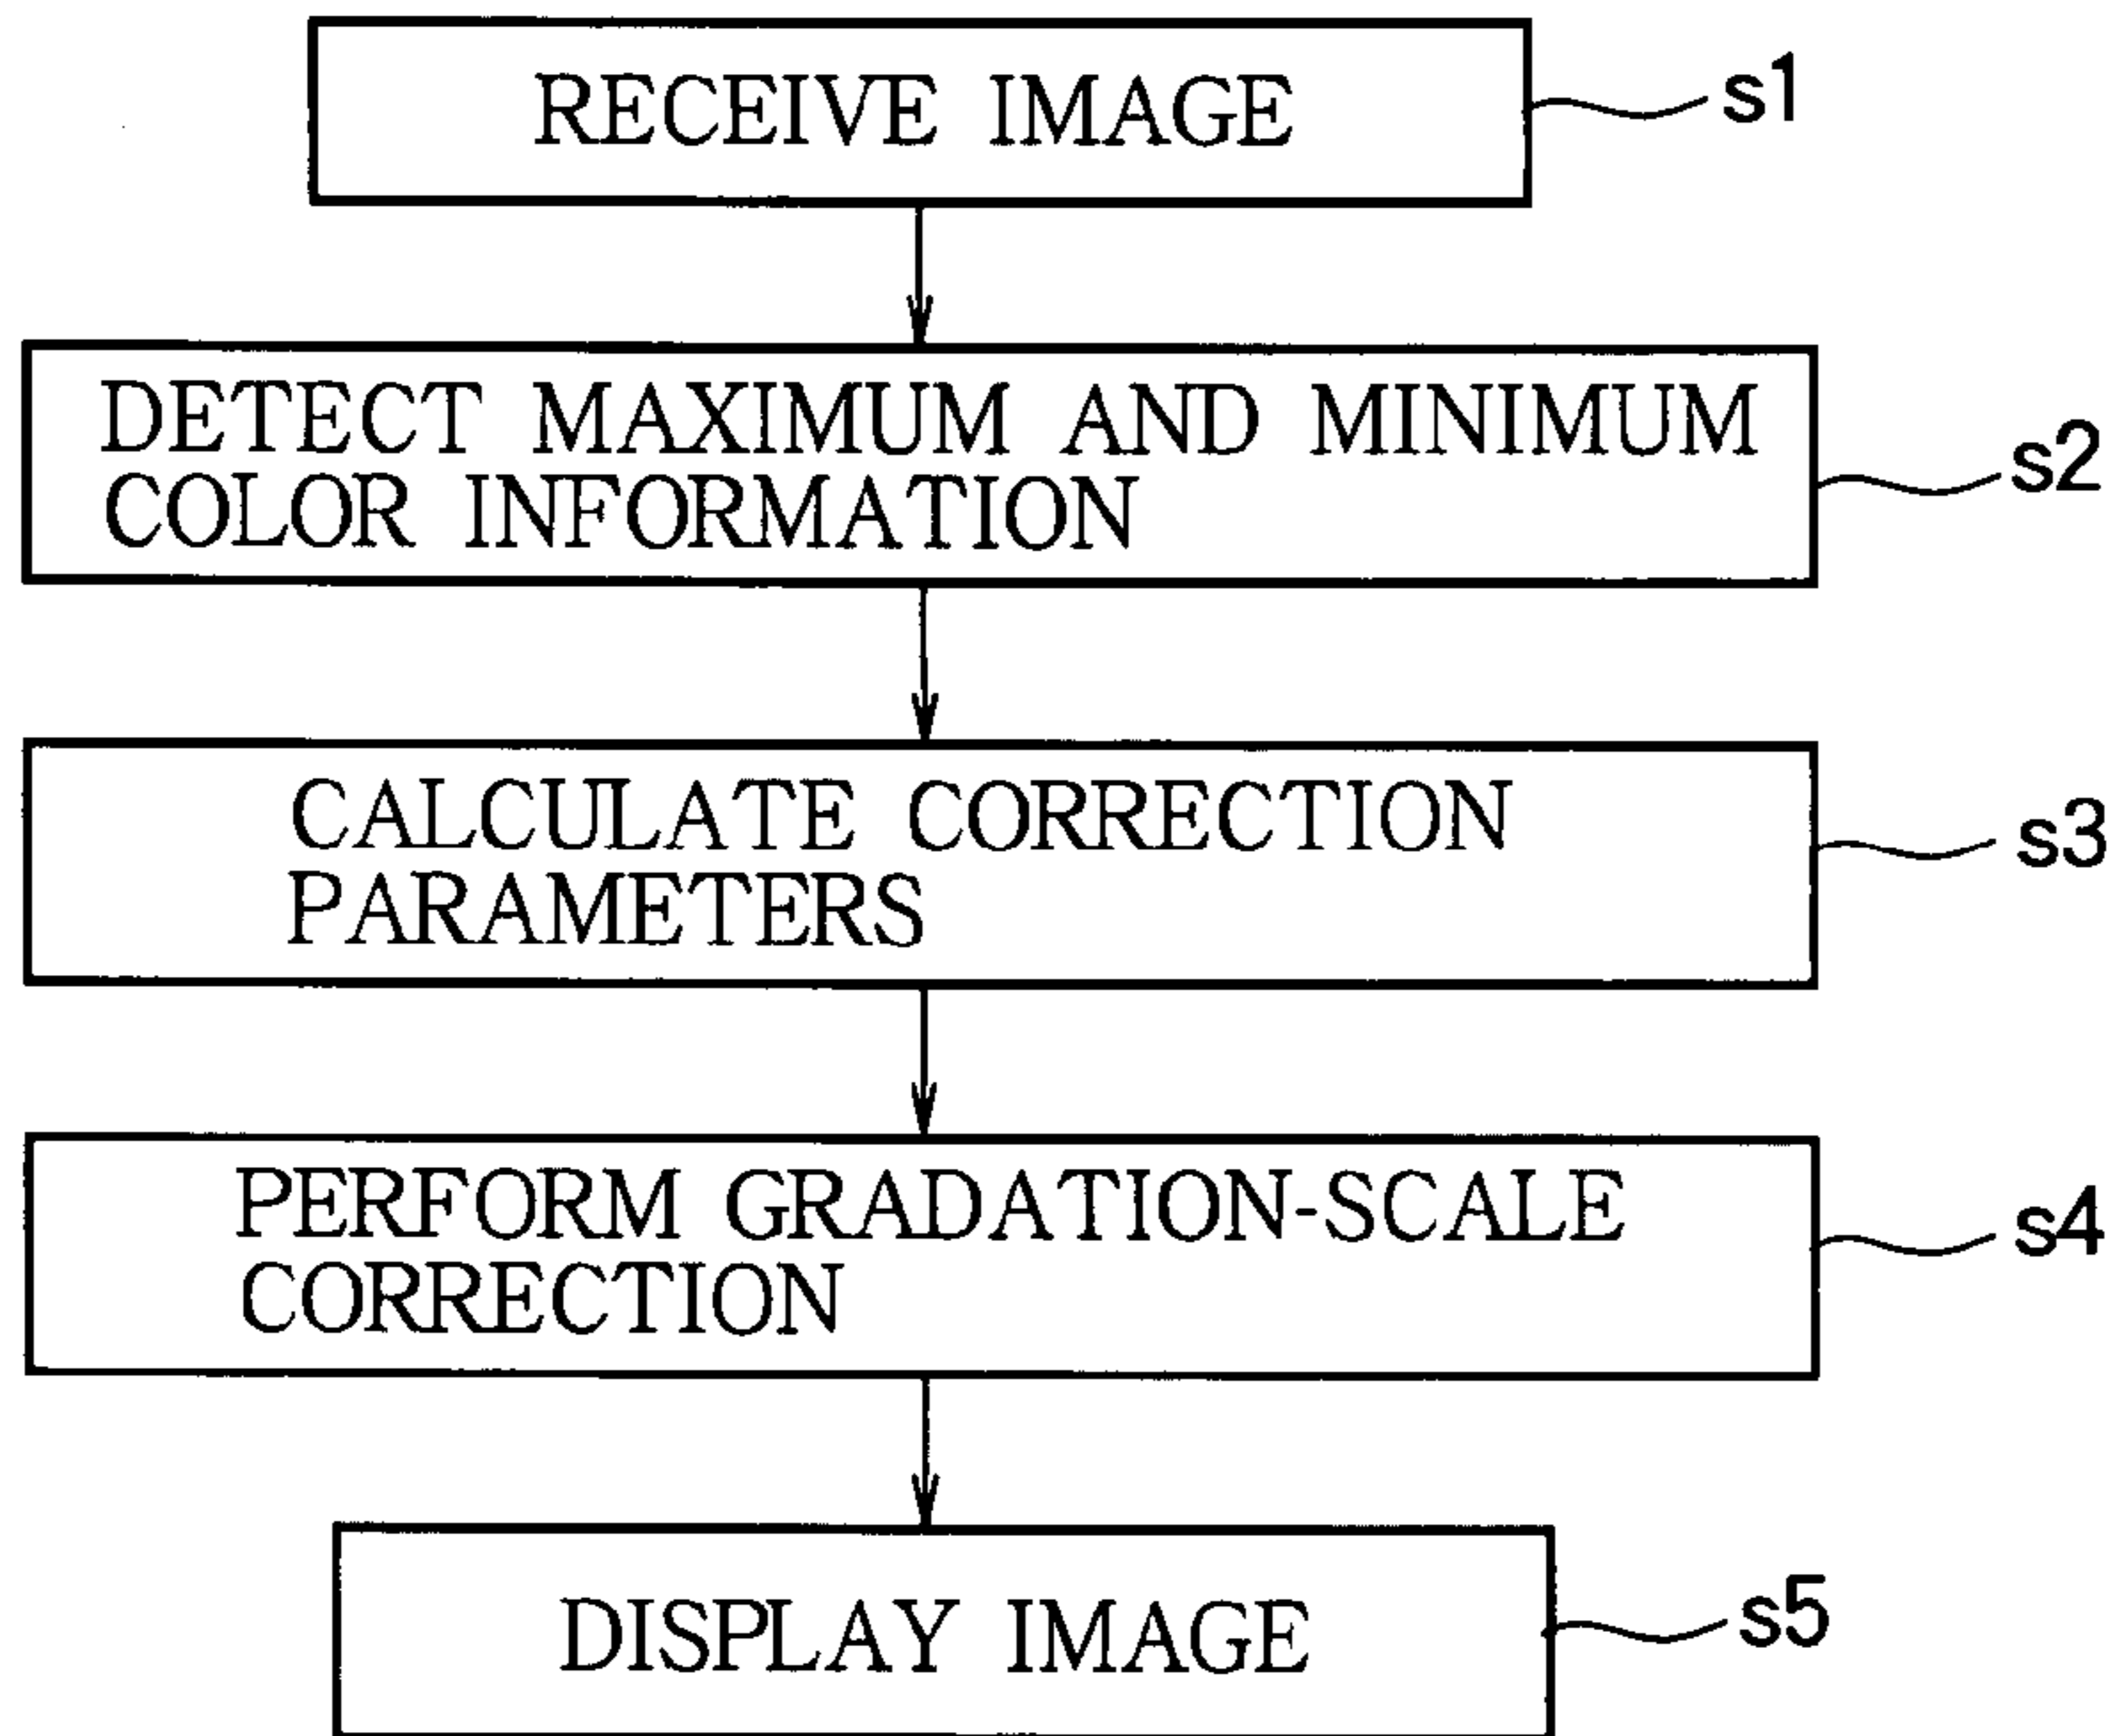 RECEIVE IMAGE
s1
DETECT MAXIMUM AND MINIMUM
COLOR INFORMATION
s2
CALCULATE CORRECTION
PARAMETERS
s3
PERFORM GRADATION-SCALE
CORRECTION
s4
DISPLAY IMAGE
s5